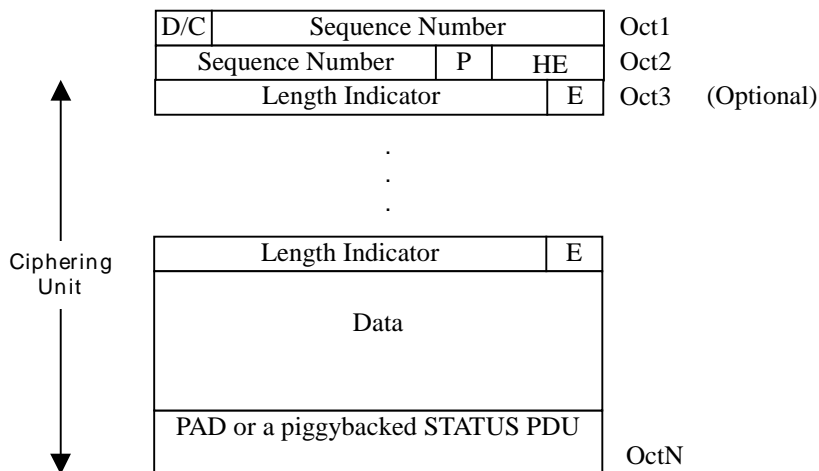 D/C Sequence Number Oct1
Sequence Number P HE Oct2
Length Indicator E Oct3 (Optional)
.
.
.
Length Indicator E
Ciphering
Unit
Data
PAD or a piggybacked STATUS PDU
OctN